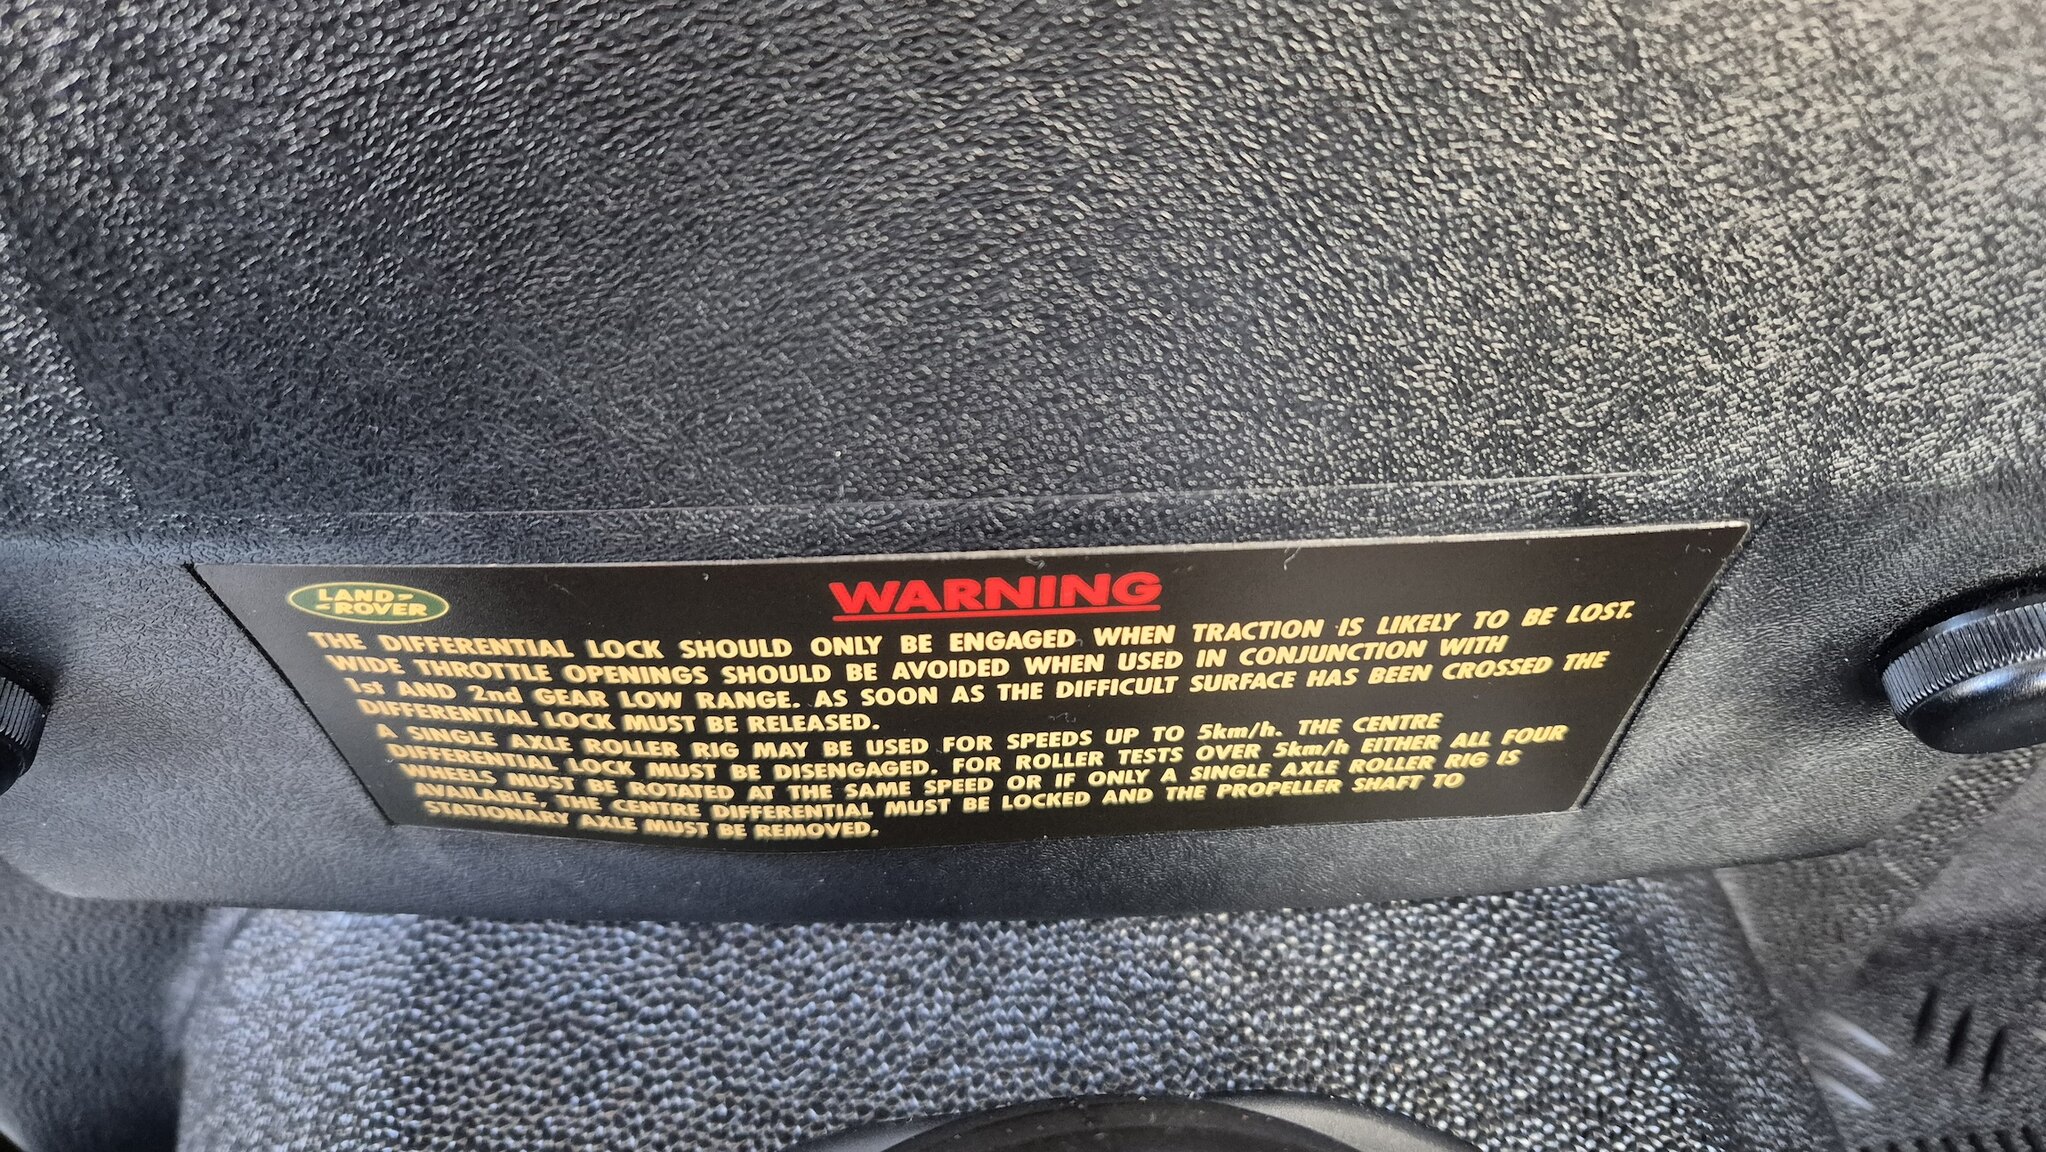 LAND-
-ROVER
WARNING
THE DIFFERENTIAL LOCK SHOULD ONLY BE ENGAGED WHEN TRACTION IS LIKELY TO BE LOST.
WIDE THROTTLE OPENINGS SHOULD BE AVOIDED WHEN USED IN CONJUNCTION WITH
1st AND 2nd GEAR LOW RANGE. AS SOON AS THE DIFFICULT SURFACE HAS BEEN CROSSED THE
DIFFERENTIAL LOCK MUST BE RELEASED.
A SINGLE AXLE ROLLER RIG MAY BE USED FOR SPEEDS UP TO 5km/h. THE CENTRE
DIFFERENTIAL LOCK MUST BE DISENGAGED. FOR ROLLER TESTS OVER 5km/h EITHER ALL FOUR
WHEELS MUST BE ROTATED AT THE SAME SPEED OR IF ONLY A SINGLE AXLE ROLLER RIG IS
AVAILABLE, THE CENTRE DIFFERENTIAL MUST BE LOCKED AND THE PROPELLER SHAFT TO
STATIONARY AXLE MUST BE REMOVED.